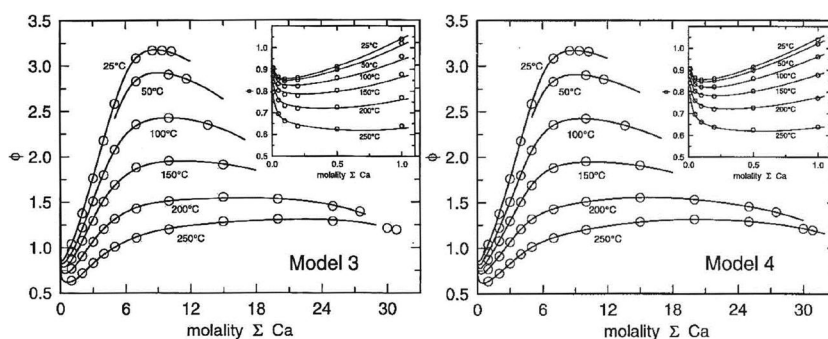 3.5
3.0
2.5
2.0
1.5
1.0
0.5
ϕ
0 6 12 18 24 30
molality Σ Ca
25°C
50°C
100°C
150°C
200°C
250°C
Model 3
1.1
1.0
0.9
0.8
0.7
0.6
0.5
ϕ
0.0 0.5 1.0
molality Σ Ca
25°C
50°C
100°C
150°C
200°C
250°C
3.5
3.0
2.5
2.0
1.5
1.0
0.5
ϕ
0 6 12 18 24 30
molality Σ Ca
25°C
50°C
100°C
150°C
200°C
250°C
Model 4
1.0
0.9
0.8
0.7
0.6
0.5
ϕ
0.0 0.5 1.0
molality Σ Ca
25°C
50°C
100°C
150°C
200°C
250°C